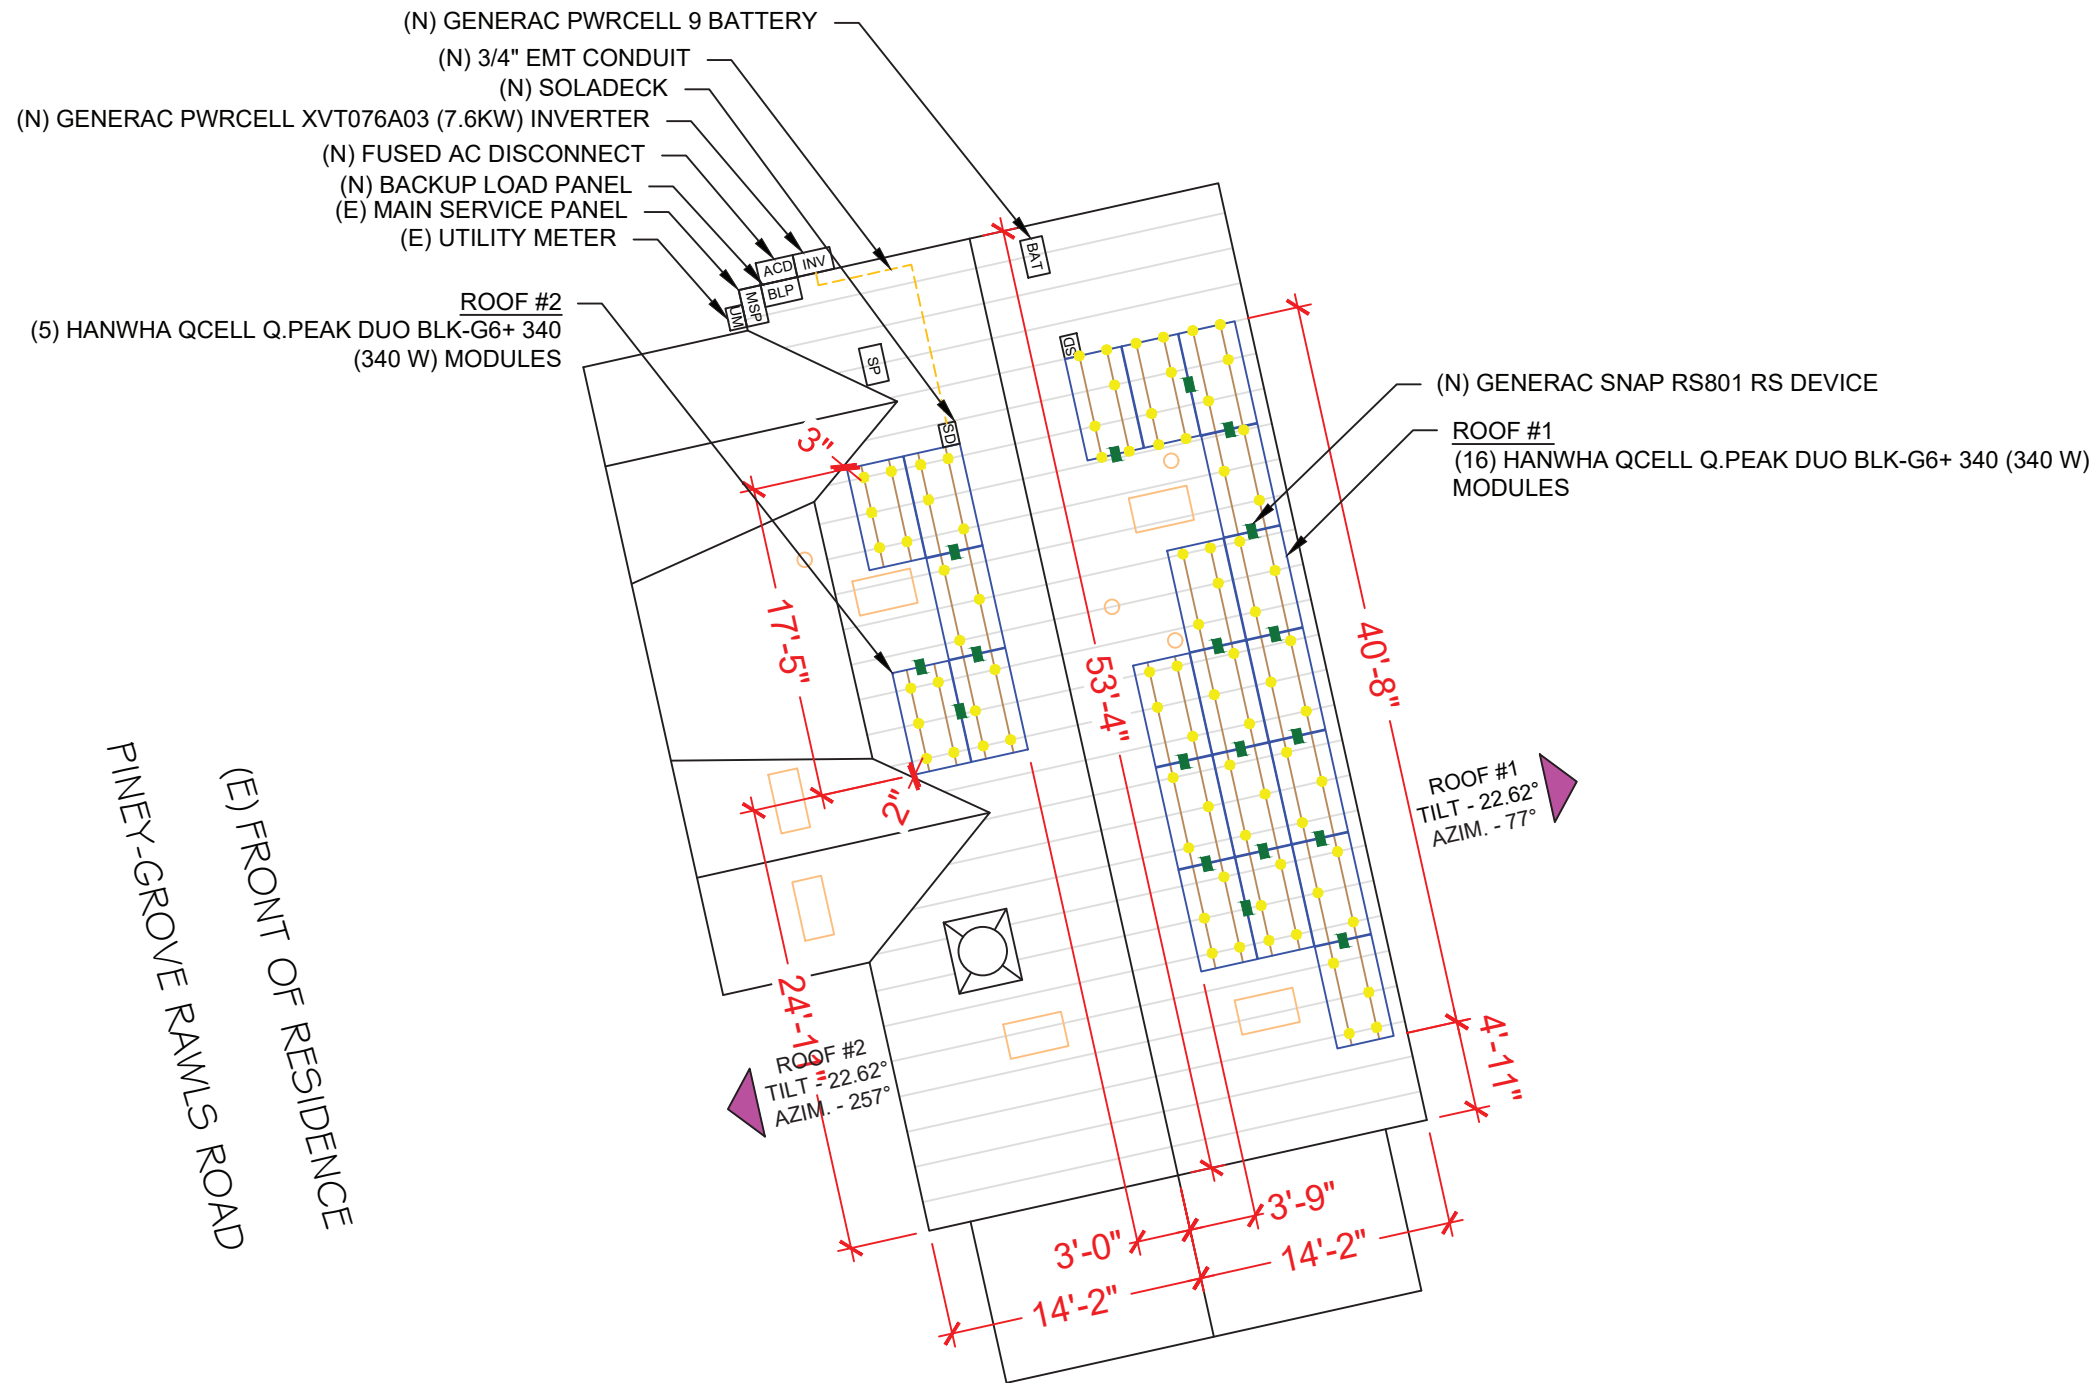 (N) GENERAC PWRCELL 9 BATTERY
(N) 3/4" EMT CONDUIT
(N) SOLADECK
(N) GENERAC PWRCELL XVT076A03 (7.6KW) INVERTER
(N) FUSED AC DISCONNECT
(N) BACKUP LOAD PANEL
(E) MAIN SERVICE PANEL
(E) UTILITY METER
ROOF #2
(5) HANWHA QCELL Q.PEAK DUO BLK-G6+ 340
(340 W) MODULES
ACD
INV
BLP
MSP
UM
BAT
SP
SD
SD
(N) GENERAC SNAP RS801 RS DEVICE
ROOF #1
(16) HANWHA QCELL Q.PEAK DUO BLK-G6+ 340 (340 W)
MODULES
3"
17'-5"
2"
53'-4"
40'-8"
24'-11"
4'-11"
ROOF #1
TILT - 22.62°
AZIM. - 77°
ROOF #2
TILT - 22.62°
AZIM. - 257°
3'-0"
3'-9"
14'-2"
14'-2"
(E) FRONT OF RESIDENCE
PINEY-GROVE RAWLS ROAD